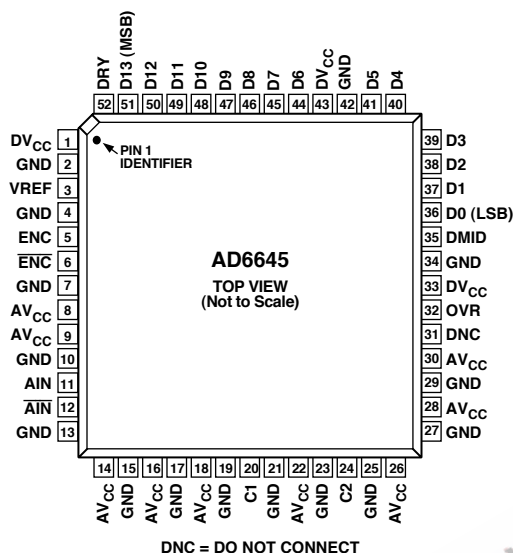 DRY
D13 (MSB)
D12
D11
D10
D9
D8
D7
D6
DVCC
GND
D5
D4
52 51 50 49 48 47 46 45 44 43 42 41 40
DVCC 1
GND 2
VREF 3
GND 4
ENC 5
ENC 6
GND 7
AVCC 8
AVCC 9
GND 10
AIN 11
AIN 12
GND 13
PIN 1
IDENTIFIER
AD6645
TOP VIEW
(Not to Scale)
39 D3
38 D2
37 D1
36 D0 (LSB)
35 DMID
34 GND
33 DVCC
32 OVR
31 DNC
30 AVCC
29 GND
28 AVCC
27 GND
14 15 16 17 18 19 20 21 22 23 24 25 26
AVCC
GND
AVCC
GND
AVCC
GND
C1
GND
AVCC
GND
C2
GND
AVCC
DNC = DO NOT CONNECT